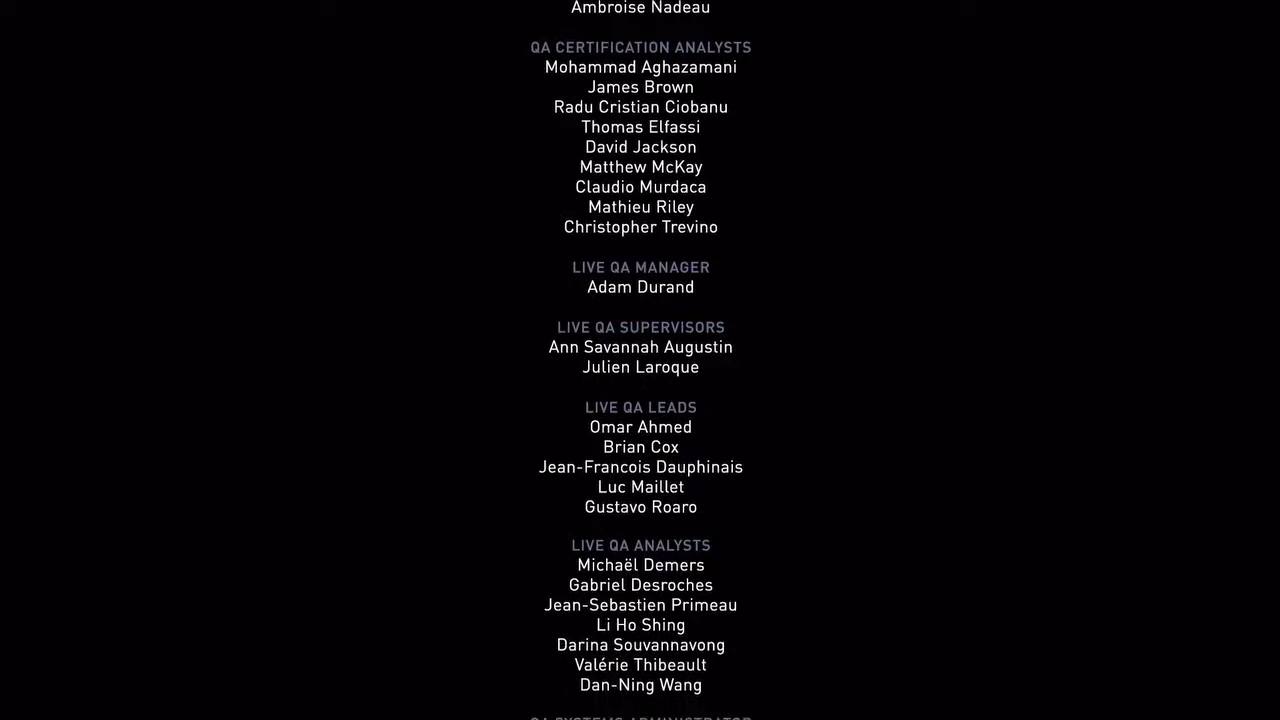 Ambroise Nadeau
QA CERTIFICATION ANALYSTS
Mohammad Aghazamani
James Brown
Radu Cristian Ciobanu
Thomas Elfassi
David Jackson
Matthew McKay
Claudio Murdaca
Mathieu Riley
Christopher Trevino
LIVE QA MANAGER
Adam Durand
LIVE QA SUPERVISORS
Ann Savannah Augustin
Julien Laroque
LIVE QA LEADS
Omar Ahmed
Brian Cox
Jean-Francois Dauphinais
Luc Maillet
Gustavo Roaro
LIVE QA ANALYSTS
Michaël Demers
Gabriel Desroches
Jean-Sebastien Primeau
Li Ho Shing
Darina Souvannavong
Valérie Thibeault
Dan-Ning Wang
QA SYSTEMS ADMINISTRATOR